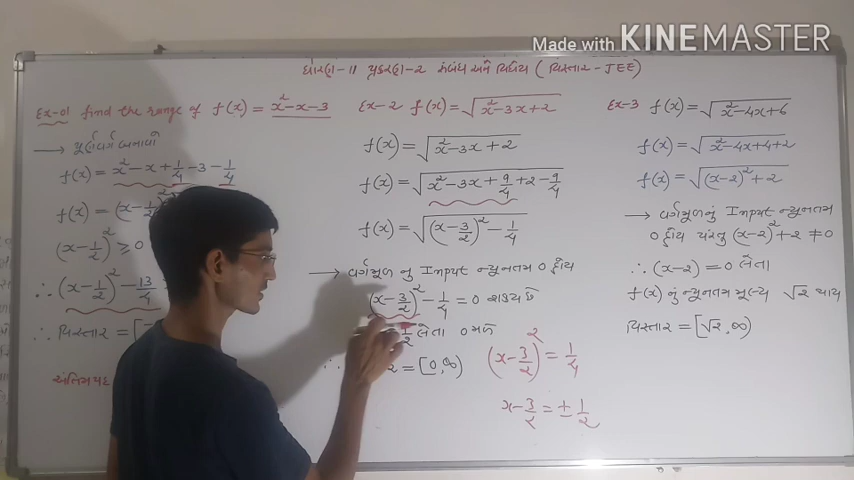 Made with KINEMASTER
ધોરણ-11 પ્રકરણ-2 સંબંધ અને વિધેય (વિસ્તાર-JEE)
Ex-01 find the range of f(x) = x²-x-3
→ પૂર્ણવર્ગ બનાવો
f(x) = x² - x + 1/4 - 3 - 1/4
f(x) = (x - 1/2)²
(x - 1/2)² ≥ 0
∴ (x - 1/2)² - 13/4
∴ વિસ્તાર = [
અંતિમપદ
Ex-2 f(x) = √(x²-3x+2)
f(x) = √(x²-3x+2)
f(x) = √(x²-3x+9/4+2-9/4)
f(x) = √((x-3/2)²-1/4)
→ વર્ગમૂળ નું Input ન્યૂનતમ 0 હોય
(x-3/2)² - 1/4 = 0 શક્ય છે
1/2 લેતા 0 મળે
= [0,∞)
(x-3/2)² = 1/4
x-3/2 = ± 1/2
Ex-3 f(x) = √(x²-4x+6)
f(x) = √(x²-4x+4+2)
f(x) = √((x-2)²+2)
→ વર્ગમૂળનું Input ન્યૂનતમ
0 હોય પરંતુ (x-2)²+2 ≠ 0
∴ (x-2) = 0 લેતા
f(x) નું ન્યૂનતમ મૂલ્ય √2 થાય
વિસ્તાર = [√2, ∞)